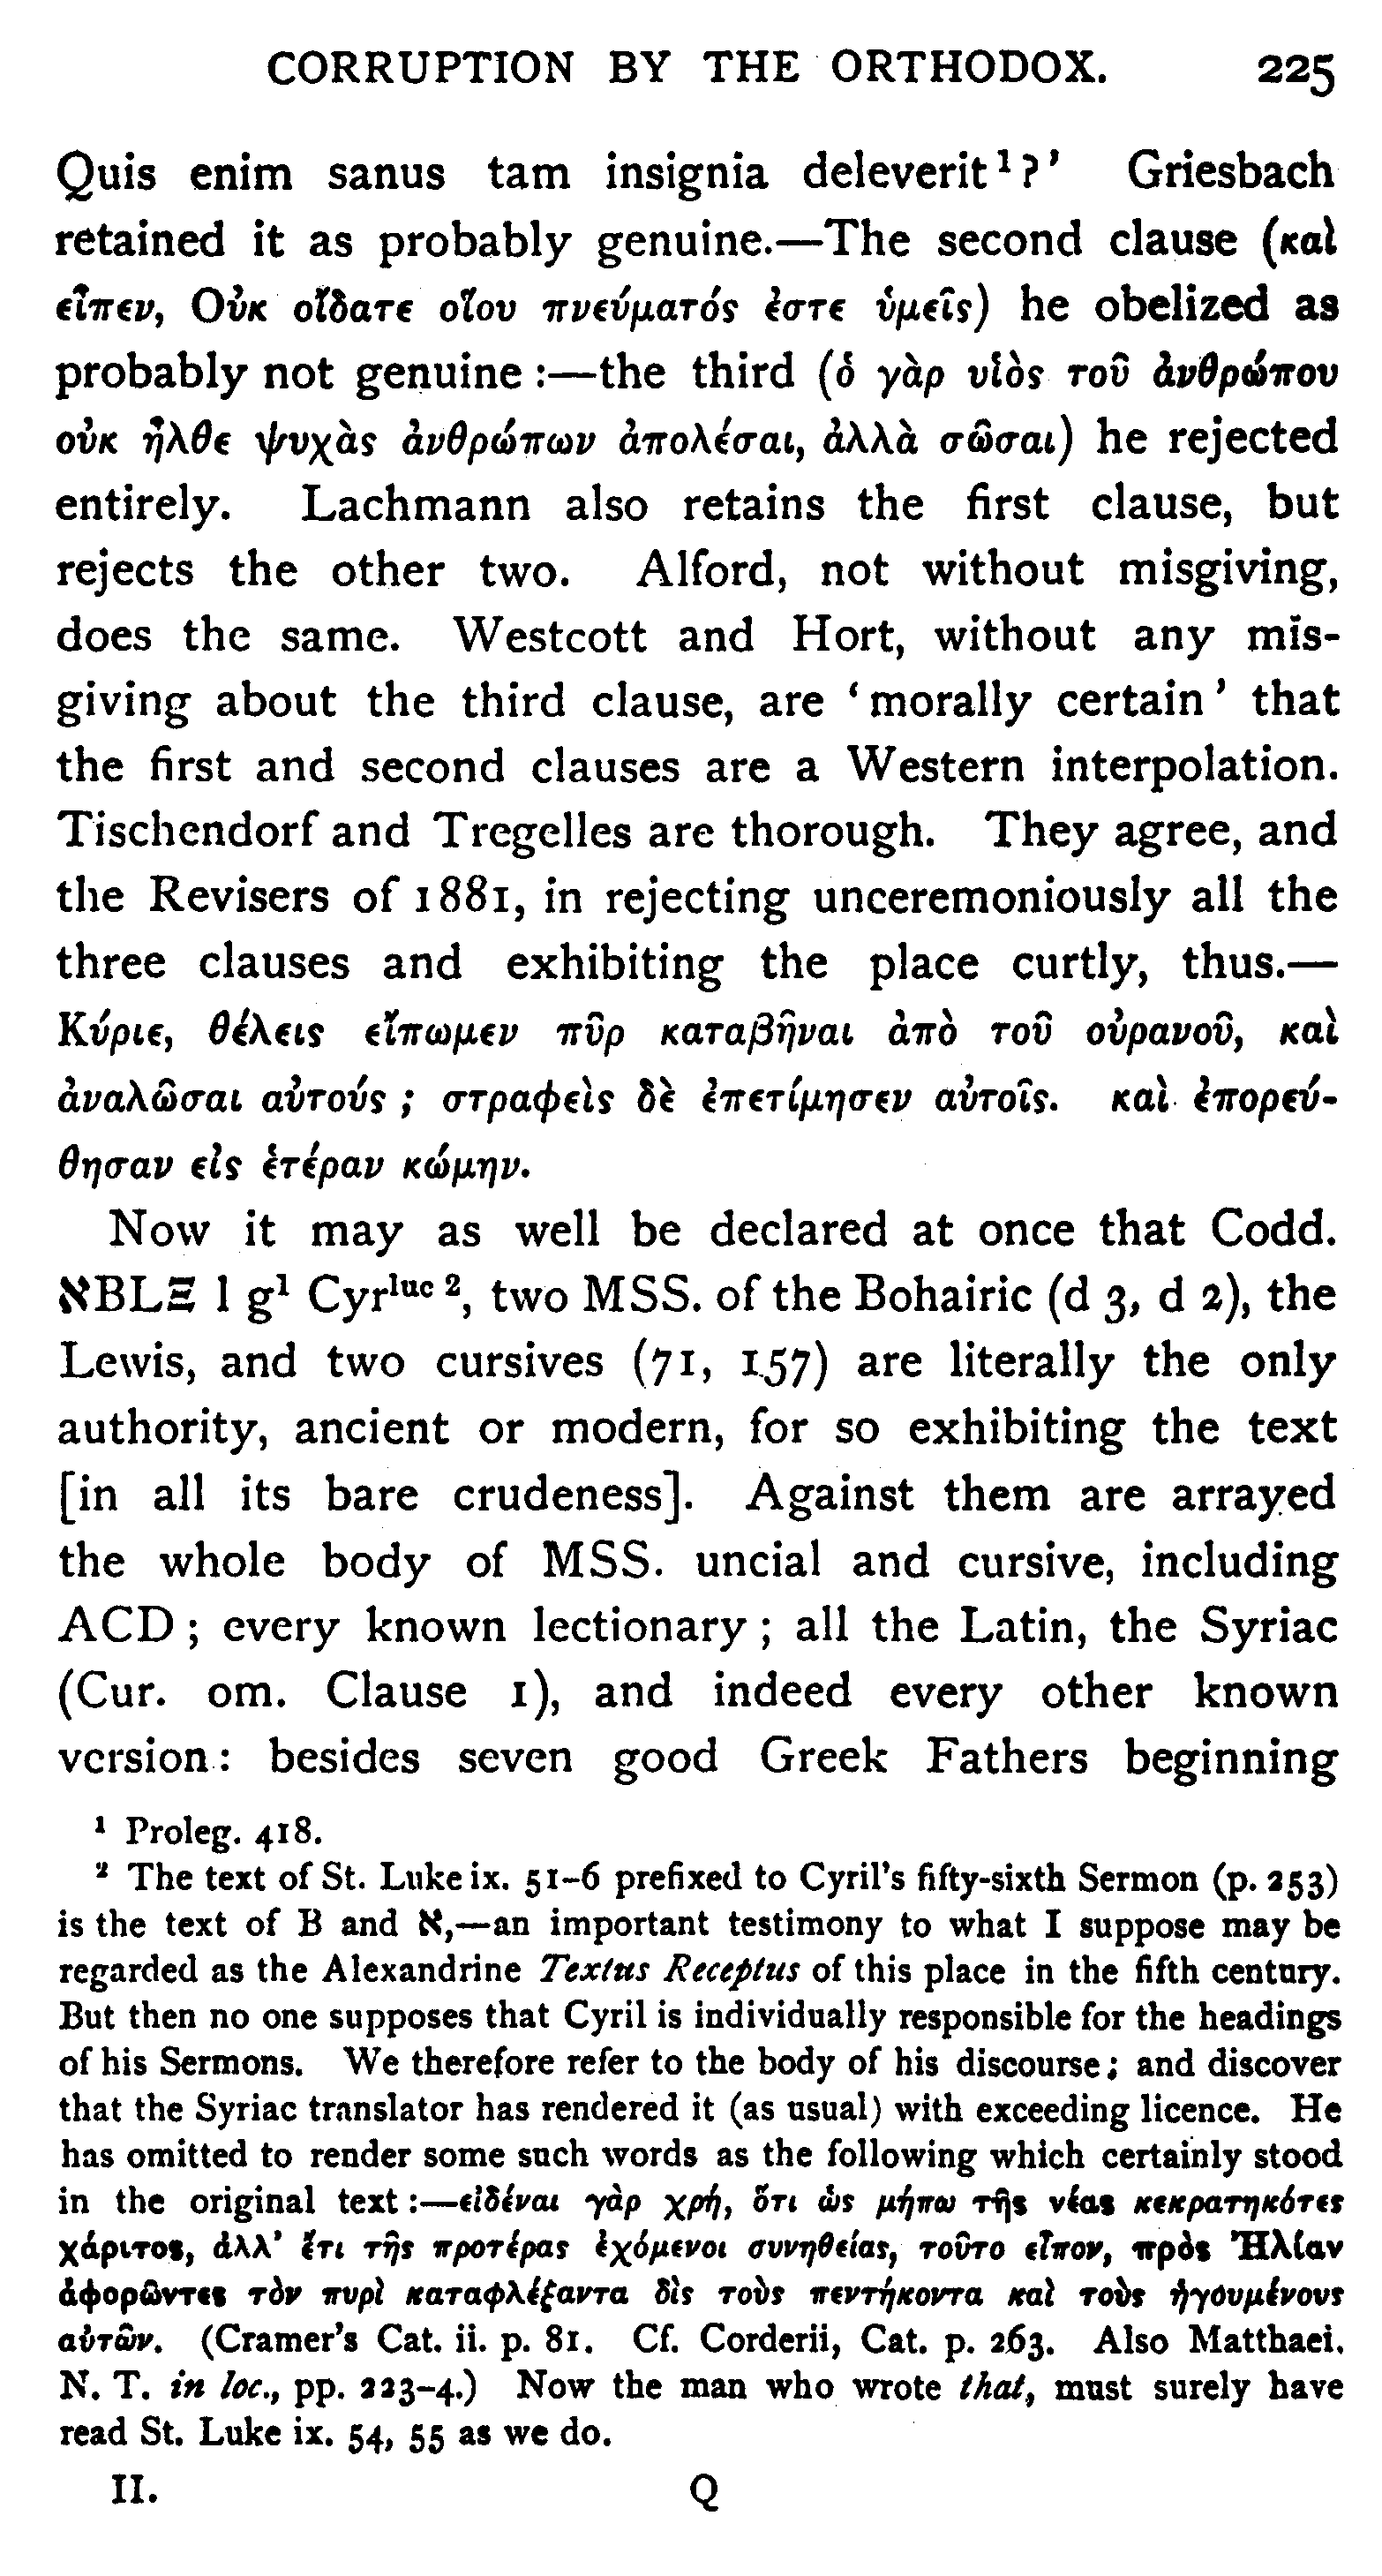 CORRUPTION BY THE ORTHODOX. 225
Quis enim sanus tam insignia deleverit¹?’ Griesbach
retained it as probably genuine.—The second clause (καὶ
εἶπεν, Οὐκ οἴδατε οἵου πνεύματός ἐστε ὑμεῖς) he obelized as
probably not genuine :—the third (ὁ γὰρ υἱὸς τοῦ ἀνθρώπου
οὐκ ἦλθε ψυχὰς ἀνθρώπων ἀπολέσαι, ἀλλὰ σῶσαι) he rejected
entirely. Lachmann also retains the first clause, but
rejects the other two. Alford, not without misgiving,
does the same. Westcott and Hort, without any mis-
giving about the third clause, are ‘morally certain’ that
the first and second clauses are a Western interpolation.
Tischendorf and Tregelles are thorough. They agree, and
the Revisers of 1881, in rejecting unceremoniously all the
three clauses and exhibiting the place curtly, thus.—
Κύριε, θέλεις εἴπωμεν πῦρ καταβῆναι ἀπὸ τοῦ οὐρανοῦ, καὶ
ἀναλῶσαι αὐτούς ; στραφεὶς δὲ ἐπετίμησεν αὐτοῖς. καὶ ἐπορεύ-
θησαν εἰς ἑτέραν κώμην.
Now it may as well be declared at once that Codd.
אBLΞ l g¹ Cyrˡᵘᶜ ², two MSS. of the Bohairic (d 3, d 2), the
Lewis, and two cursives (71, 157) are literally the only
authority, ancient or modern, for so exhibiting the text
[in all its bare crudeness]. Against them are arrayed
the whole body of MSS. uncial and cursive, including
ACD ; every known lectionary ; all the Latin, the Syriac
(Cur. om. Clause 1), and indeed every other known
version : besides seven good Greek Fathers beginning
¹ Proleg. 418.
² The text of St. Luke ix. 51–6 prefixed to Cyril's fifty-sixth Sermon (p. 253)
is the text of B and א,—an important testimony to what I suppose may be
regarded as the Alexandrine Textus Receptus of this place in the fifth century.
But then no one supposes that Cyril is individually responsible for the headings
of his Sermons. We therefore refer to the body of his discourse ; and discover
that the Syriac translator has rendered it (as usual) with exceeding licence. He
has omitted to render some such words as the following which certainly stood
in the original text :—εἰδέναι γὰρ χρή, ὅτι ὡς μήπω τῆς νέας κεκρατηκότες
χάριτος, ἀλλ’ ἔτι τῆς προτέρας ἐχόμενοι συνηθείας, τοῦτο εἶπον, πρὸς Ἠλίαν
ἀφορῶντες τὸν πυρὶ καταφλέξαντα δὶς τοὺς πεντήκοντα καὶ τοὺς ἡγουμένους
αὐτῶν. (Cramer's Cat. ii. p. 81. Cf. Corderii, Cat. p. 263. Also Matthaei.
N. T. in loc., pp. 223–4.) Now the man who wrote that, must surely have
read St. Luke ix. 54, 55 as we do.
II. Q